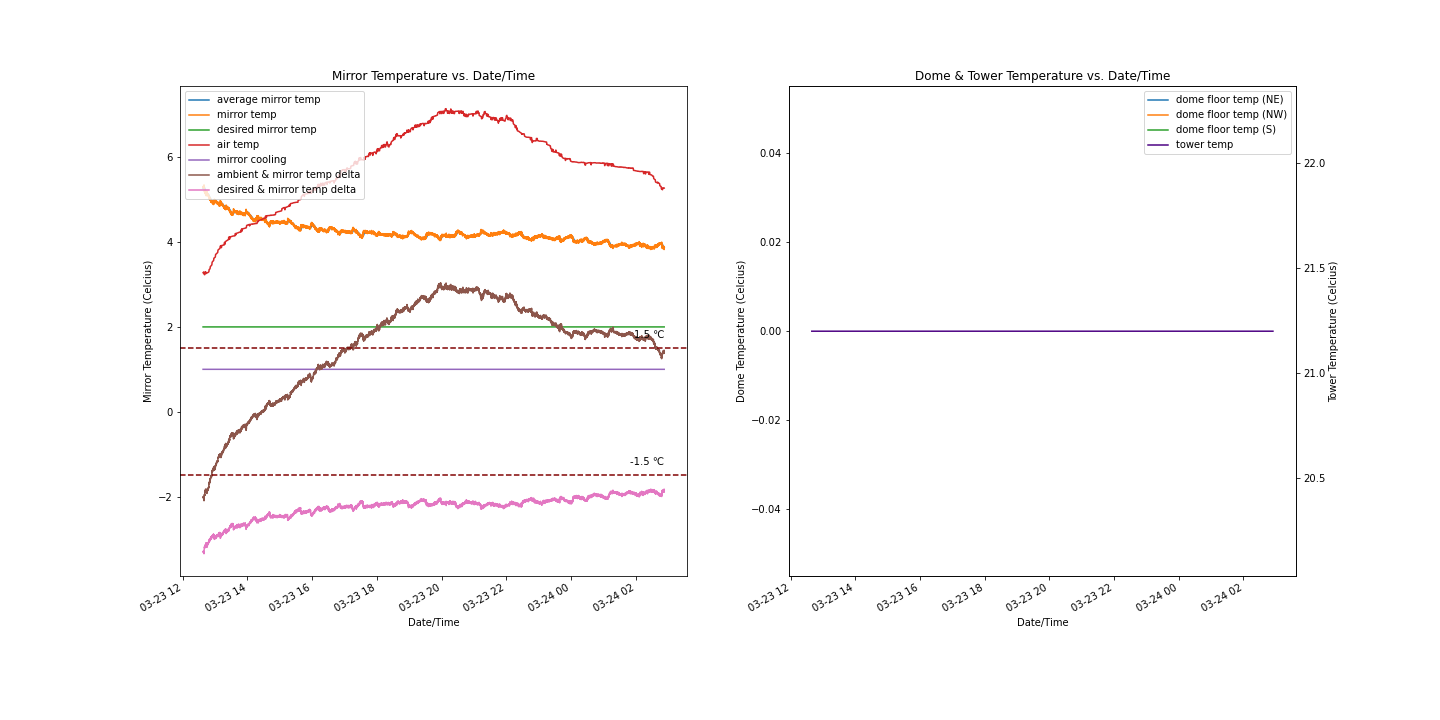 Mirror Temperature vs. Date/Time
average mirror temp
mirror temp
desired mirror temp
air temp
mirror cooling
ambient & mirror temp delta
desired & mirror temp delta
6
4
2
0
−2
Mirror Temperature (Celcius)
1.5 ℃
-1.5 ℃
03-23 12
03-23 14
03-23 16
03-23 18
03-23 20
03-23 22
03-24 00
03-24 02
Date/Time
Dome & Tower Temperature vs. Date/Time
dome floor temp (NE)
dome floor temp (NW)
dome floor temp (S)
tower temp
0.04
0.02
0.00
−0.02
−0.04
Dome Temperature (Celcius)
22.0
21.5
21.0
20.5
Tower Temperature (Celcius)
03-23 12
03-23 14
03-23 16
03-23 18
03-23 20
03-23 22
03-24 00
03-24 02
Date/Time